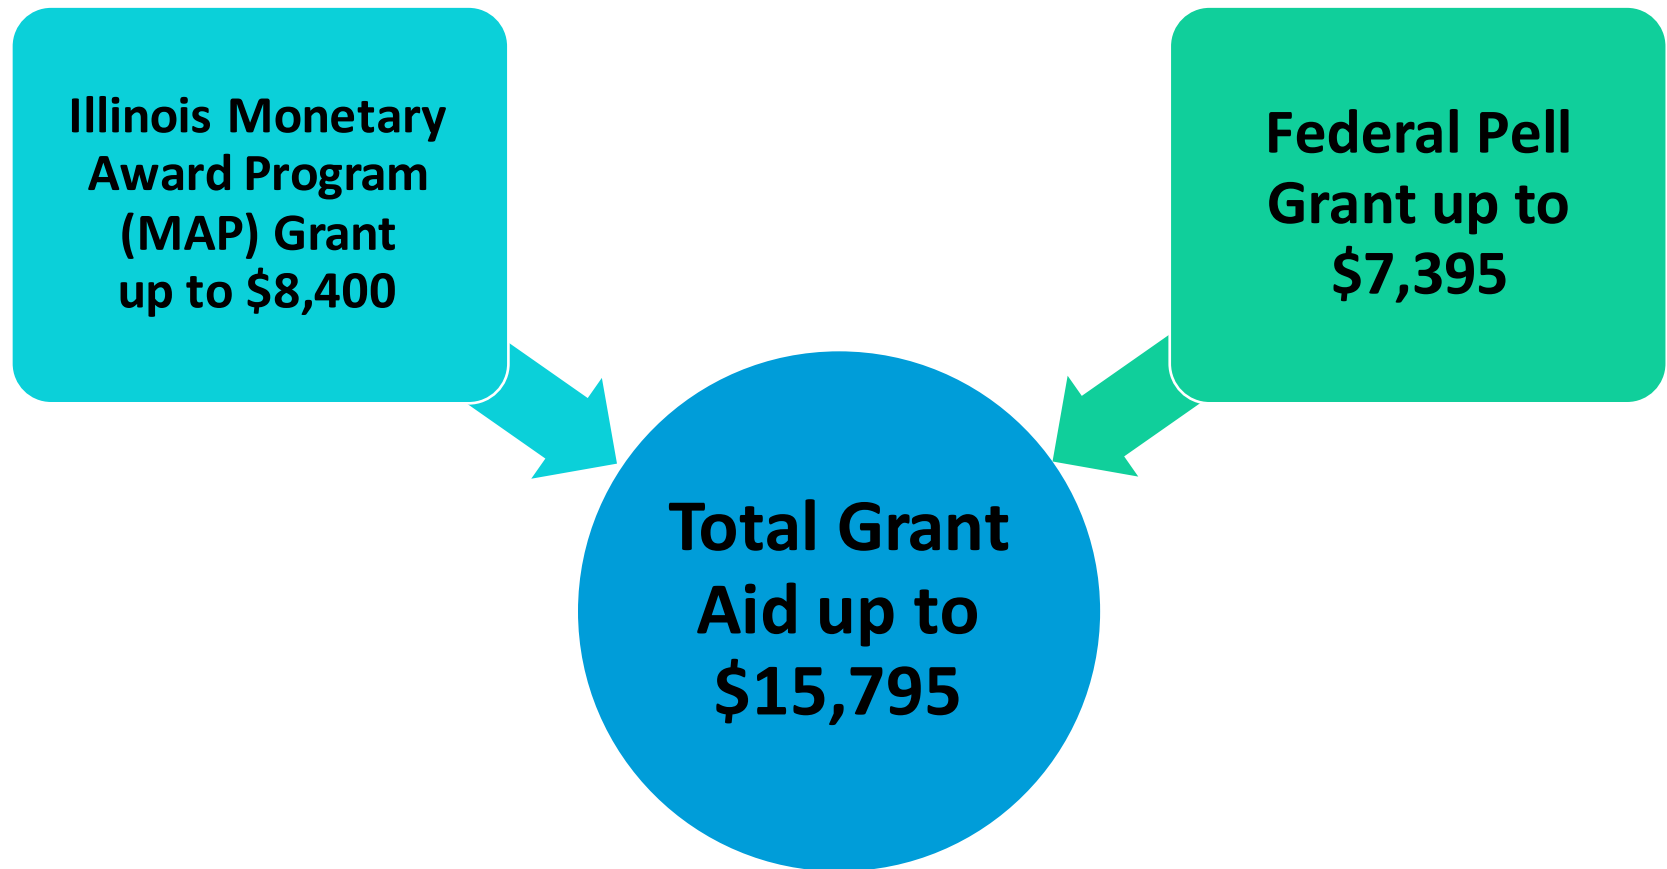 Illinois Monetary
Award Program
(MAP) Grant
up to $8,400
Federal Pell
Grant up to
$7,395
Total Grant
Aid up to
$15,795